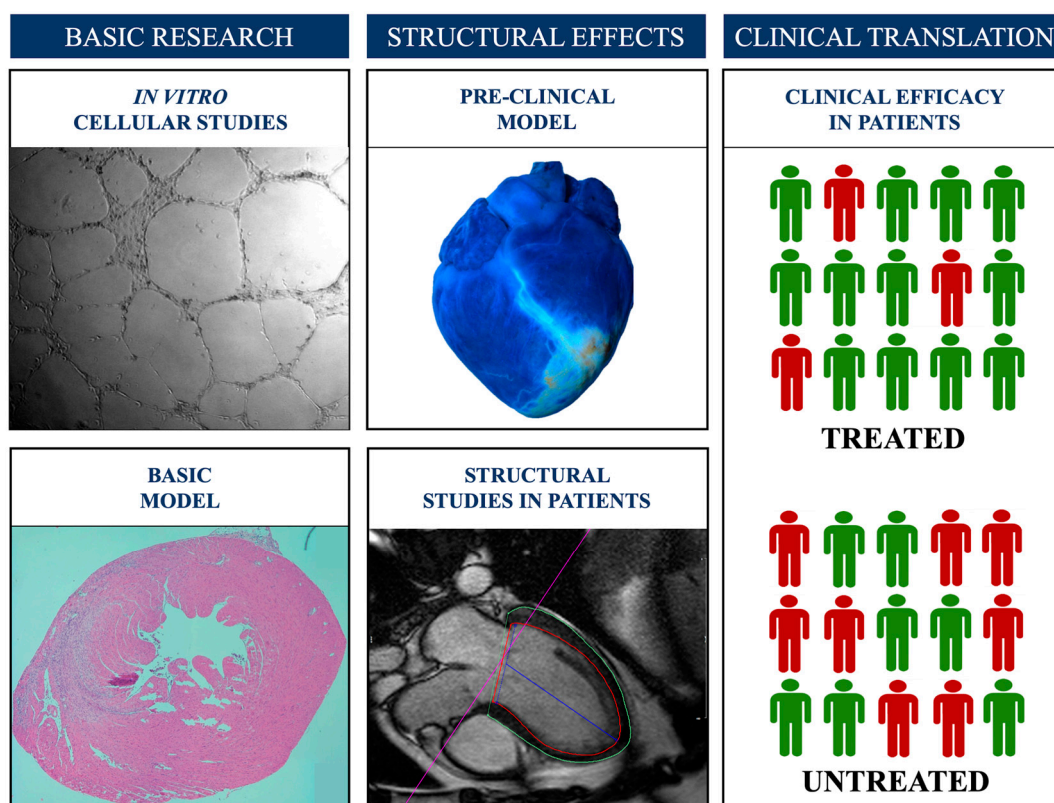 BASIC RESEARCH
IN VITRO
CELLULAR STUDIES
BASIC
MODEL
STRUCTURAL EFFECTS
PRE-CLINICAL
MODEL
STRUCTURAL
STUDIES IN PATIENTS
CLINICAL TRANSLATION
CLINICAL EFFICACY
IN PATIENTS
TREATED
UNTREATED